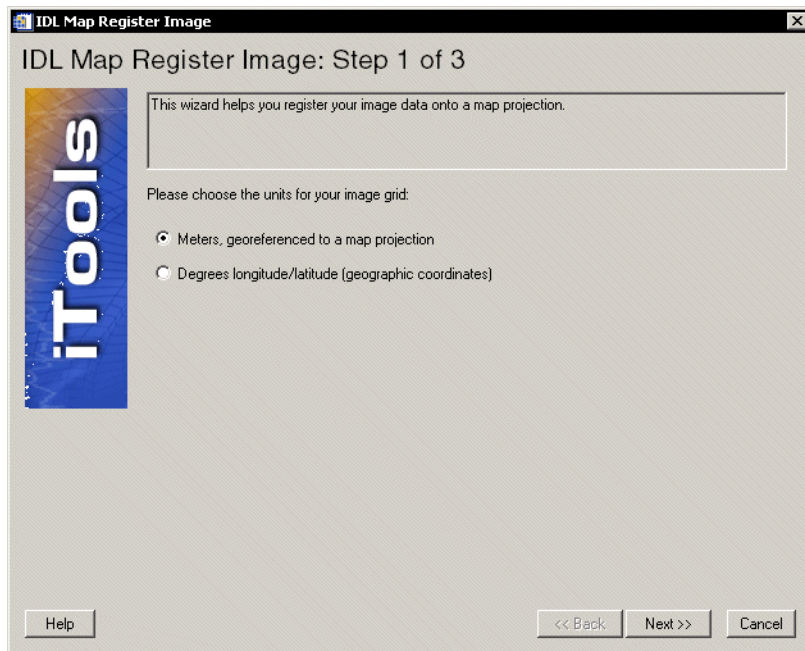 IDL Map Register Image
IDL Map Register Image: Step 1 of 3
iTools
This wizard helps you register your image data onto a map projection.
Please choose the units for your image grid:
Meters, georeferenced to a map projection
Degrees longitude/latitude (geographic coordinates)
Help
<< Back
Next >>
Cancel